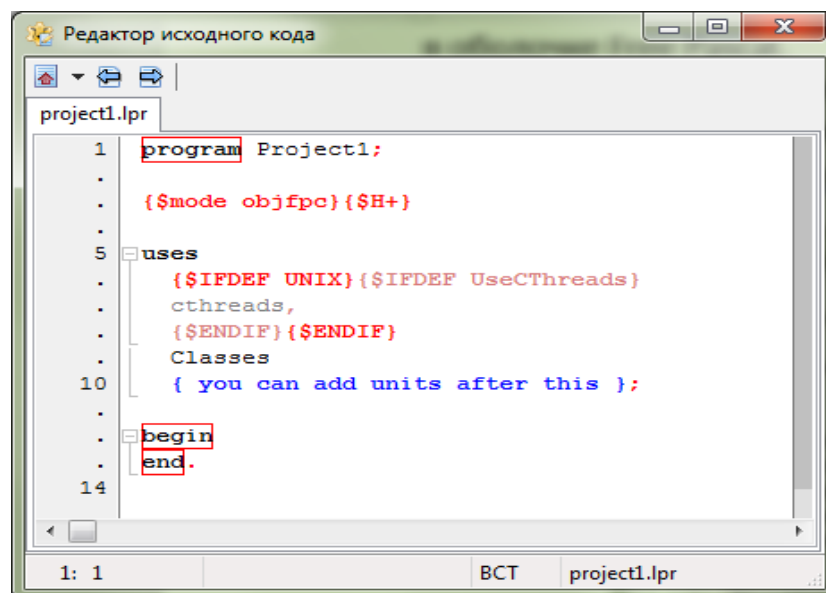 Редактор исходного кода
project1.lpr
1 program Project1;
.
. {$mode objfpc}{$H+}
.
5 uses
. {$IFDEF UNIX}{$IFDEF UseCThreads}
. cthreads,
. {$ENDIF}{$ENDIF}
. Classes
10 { you can add units after this };
.
. begin
. end.
14
1: 1 ВСТ project1.lpr